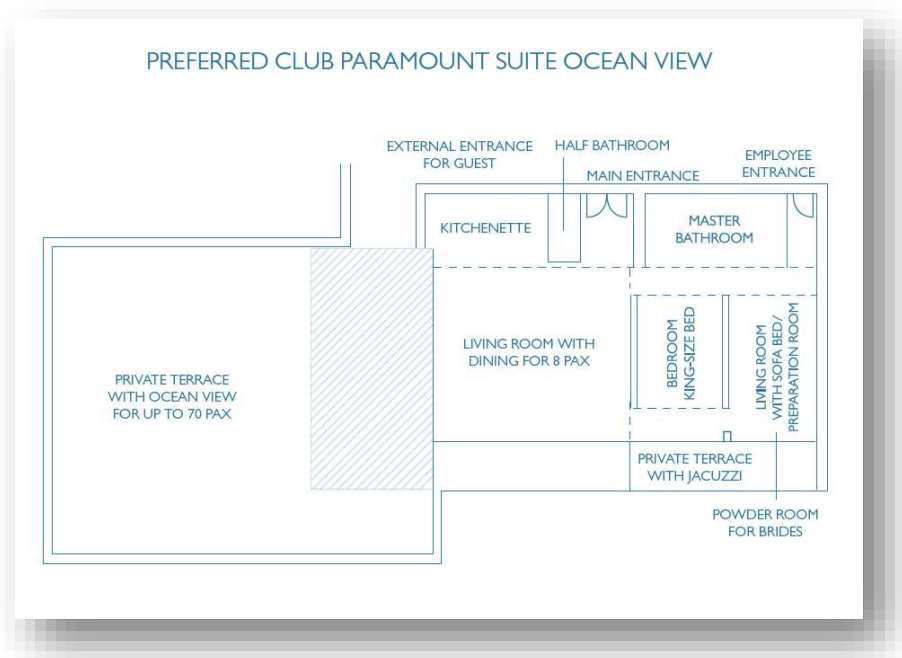 PREFERRED CLUB PARAMOUNT SUITE OCEAN VIEW
EXTERNAL ENTRANCE
FOR GUEST
HALF BATHROOM
MAIN ENTRANCE
EMPLOYEE
ENTRANCE
KITCHENETTE
MASTER
BATHROOM
LIVING ROOM WITH
DINING FOR 8 PAX
BEDROOM
KING-SIZE BED
LIVING ROOM
WITH SOFA BED/
PREPARATION ROOM
PRIVATE TERRACE
WITH OCEAN VIEW
FOR UP TO 70 PAX
PRIVATE TERRACE
WITH JACUZZI
POWDER ROOM
FOR BRIDES